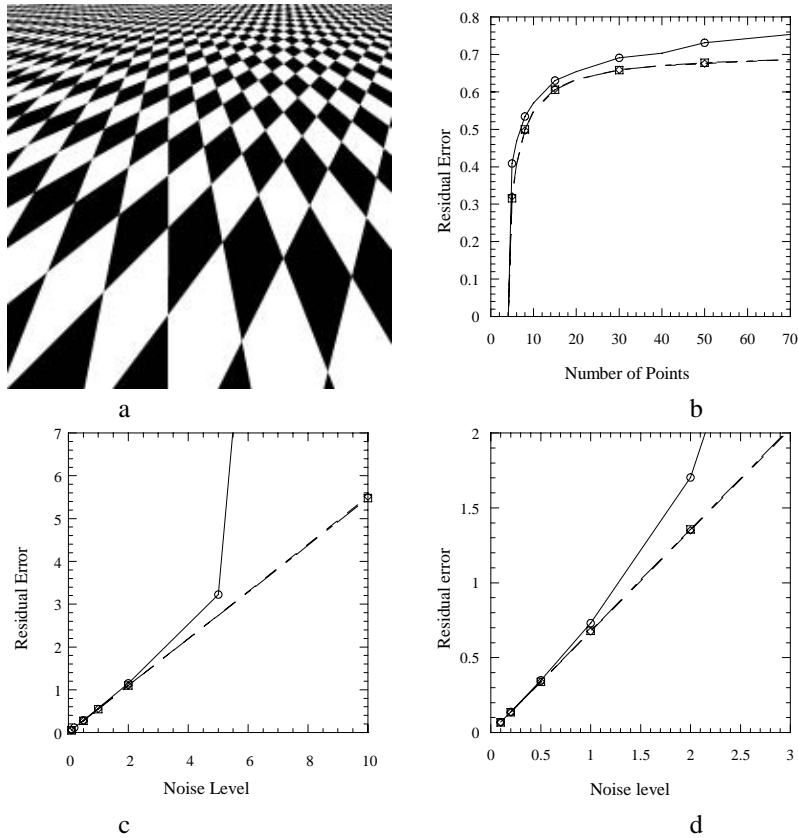 0.8
0.7
0.6
0.5
0.4
0.3
0.2
0.1
0
Residual Error
0 10 20 30 40 50 60 70
Number of Points
a
b
7
6
5
4
3
2
1
0
Residual Error
0 2 4 6 8 10
Noise Level
c
2
1.5
1
0.5
0
Residual error
0 0.5 1 1.5 2 2.5 3
Noise level
d